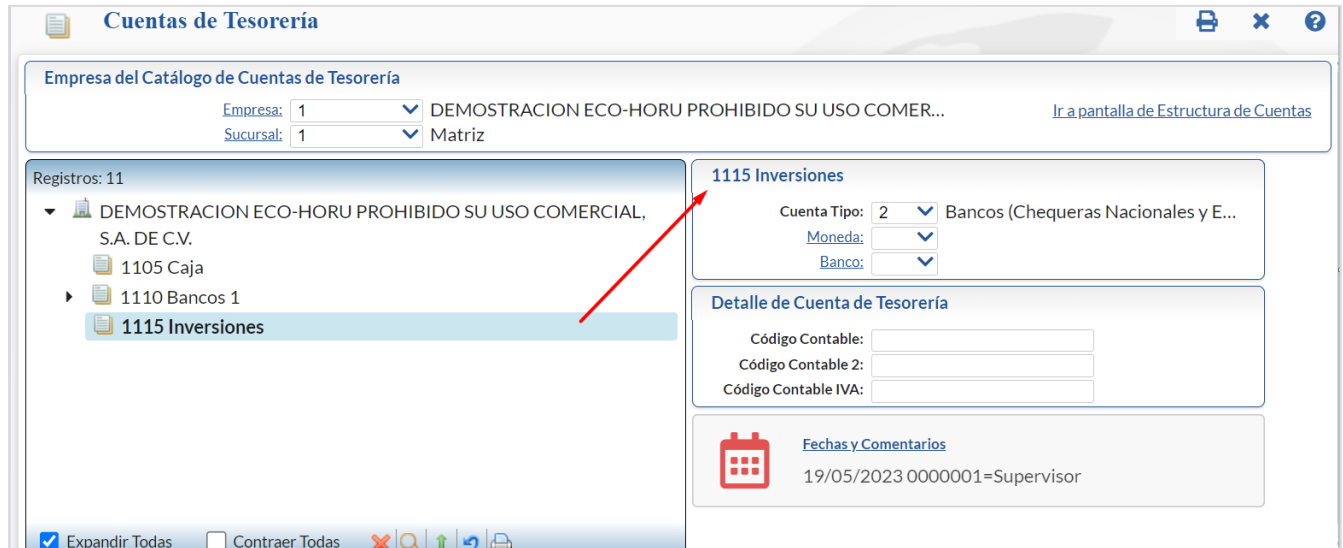 Cuentas de Tesorería
Empresa del Catálogo de Cuentas de Tesorería
Empresa: 1 DEMOSTRACION ECO-HORU PROHIBIDO SU USO COMER...
Ir a pantalla de Estructura de Cuentas
Sucursal: 1 Matriz
Registros: 11
DEMOSTRACION ECO-HORU PROHIBIDO SU USO COMERCIAL,
S.A. DE C.V.
1105 Caja
1110 Bancos 1
1115 Inversiones
Expandir Todas Contraer Todas
1115 Inversiones
Cuenta Tipo: 2 Bancos (Chequeras Nacionales y E...
Moneda:
Banco:
Detalle de Cuenta de Tesorería
Código Contable:
Código Contable 2:
Código Contable IVA:
Fechas y Comentarios
19/05/2023 0000001=Supervisor